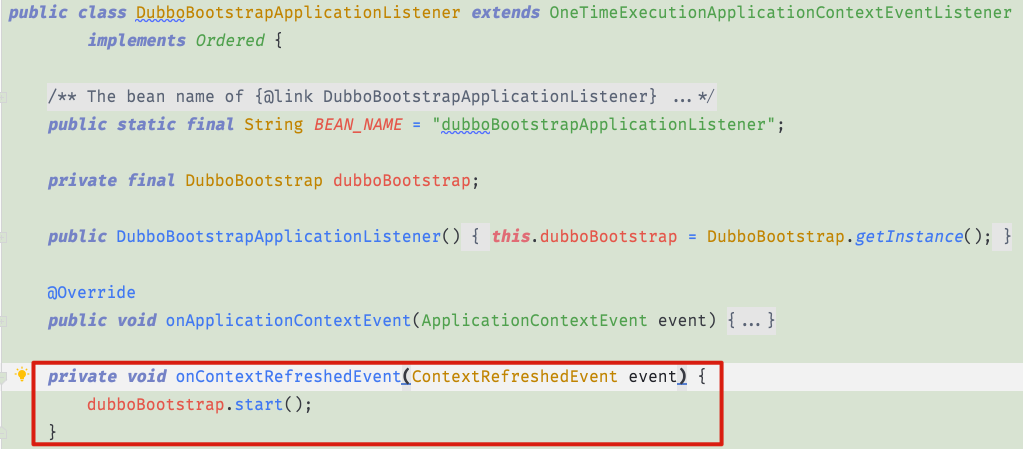 public class DubboBootstrapApplicationListener extends OneTimeExecutionApplicationContextEventListener
implements Ordered {
/** The bean name of {@link DubboBootstrapApplicationListener} ...*/
public static final String BEAN_NAME = "dubboBootstrapApplicationListener";
private final DubboBootstrap dubboBootstrap;
public DubboBootstrapApplicationListener() { this.dubboBootstrap = DubboBootstrap.getInstance(); }
@Override
public void onApplicationContextEvent(ApplicationContextEvent event) {...}
private void onContextRefreshedEvent(ContextRefreshedEvent event) {
dubboBootstrap.start();
}